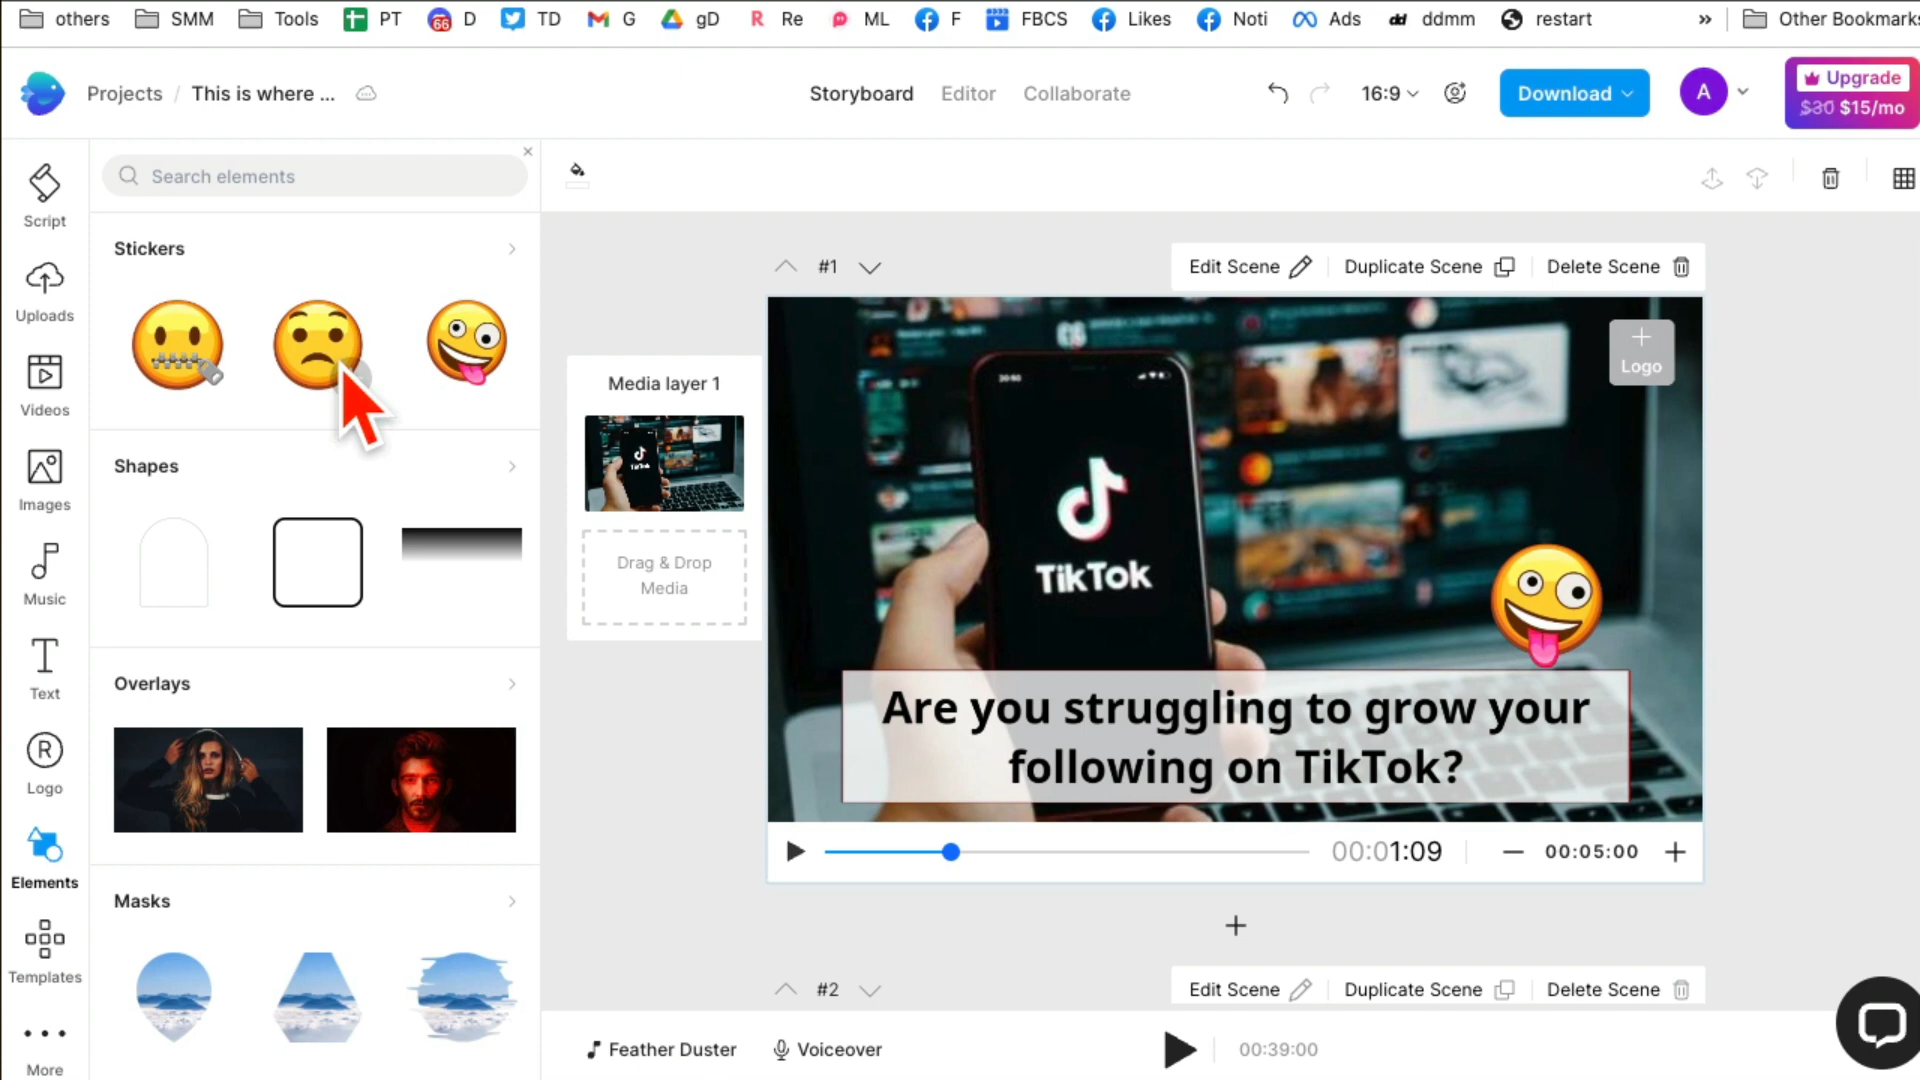 others SMM Tools PT D TD G gD Re ML F FBCS Likes Noti Ads ddmm restart » Other Bookmarks
66
Projects / This is where ...
Storyboard Editor Collaborate
16:9
Download
A
Upgrade
$30 $15/mo
Script
Uploads
Videos
Images
Music
Text
Logo
Elements
Templates
More
Search elements
Stickers
Shapes
Overlays
Masks
#1
Edit Scene Duplicate Scene Delete Scene
Media layer 1
Drag & Drop
Media
Logo
TikTok
Are you struggling to grow your
following on TikTok?
00:01:09 00:05:00
#2
Edit Scene Duplicate Scene Delete Scene
Feather Duster Voiceover 00:39:00